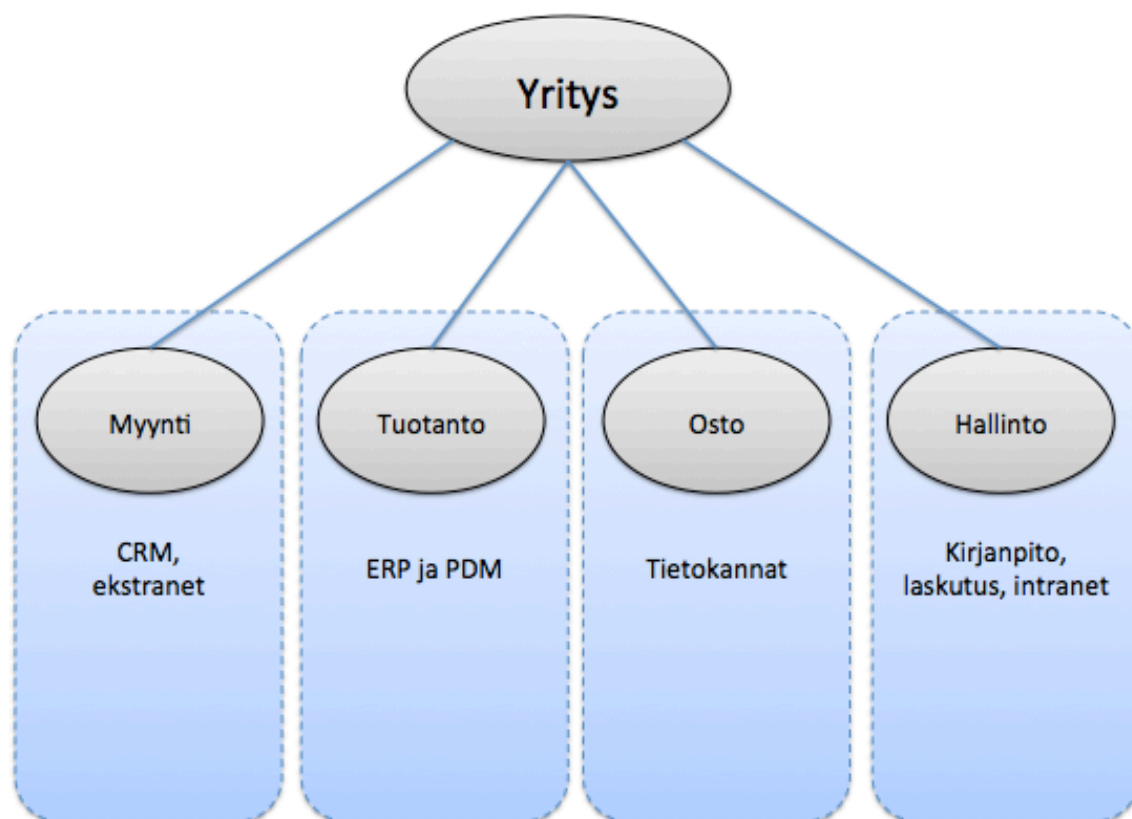 Yritys
Myynti
Tuotanto
Osto
Hallinto
CRM,
ekstranet
ERP ja PDM
Tietokannat
Kirjanpito,
laskutus, intranet